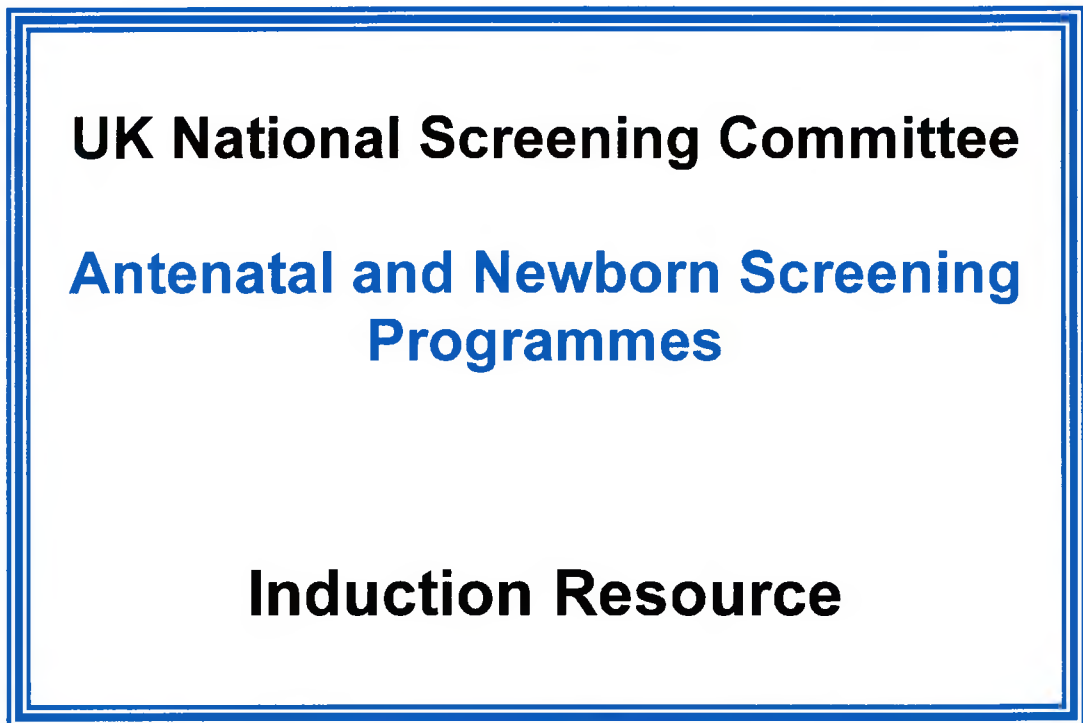 UK National Screening Committee
Antenatal and Newborn Screening
Programmes
Induction Resource